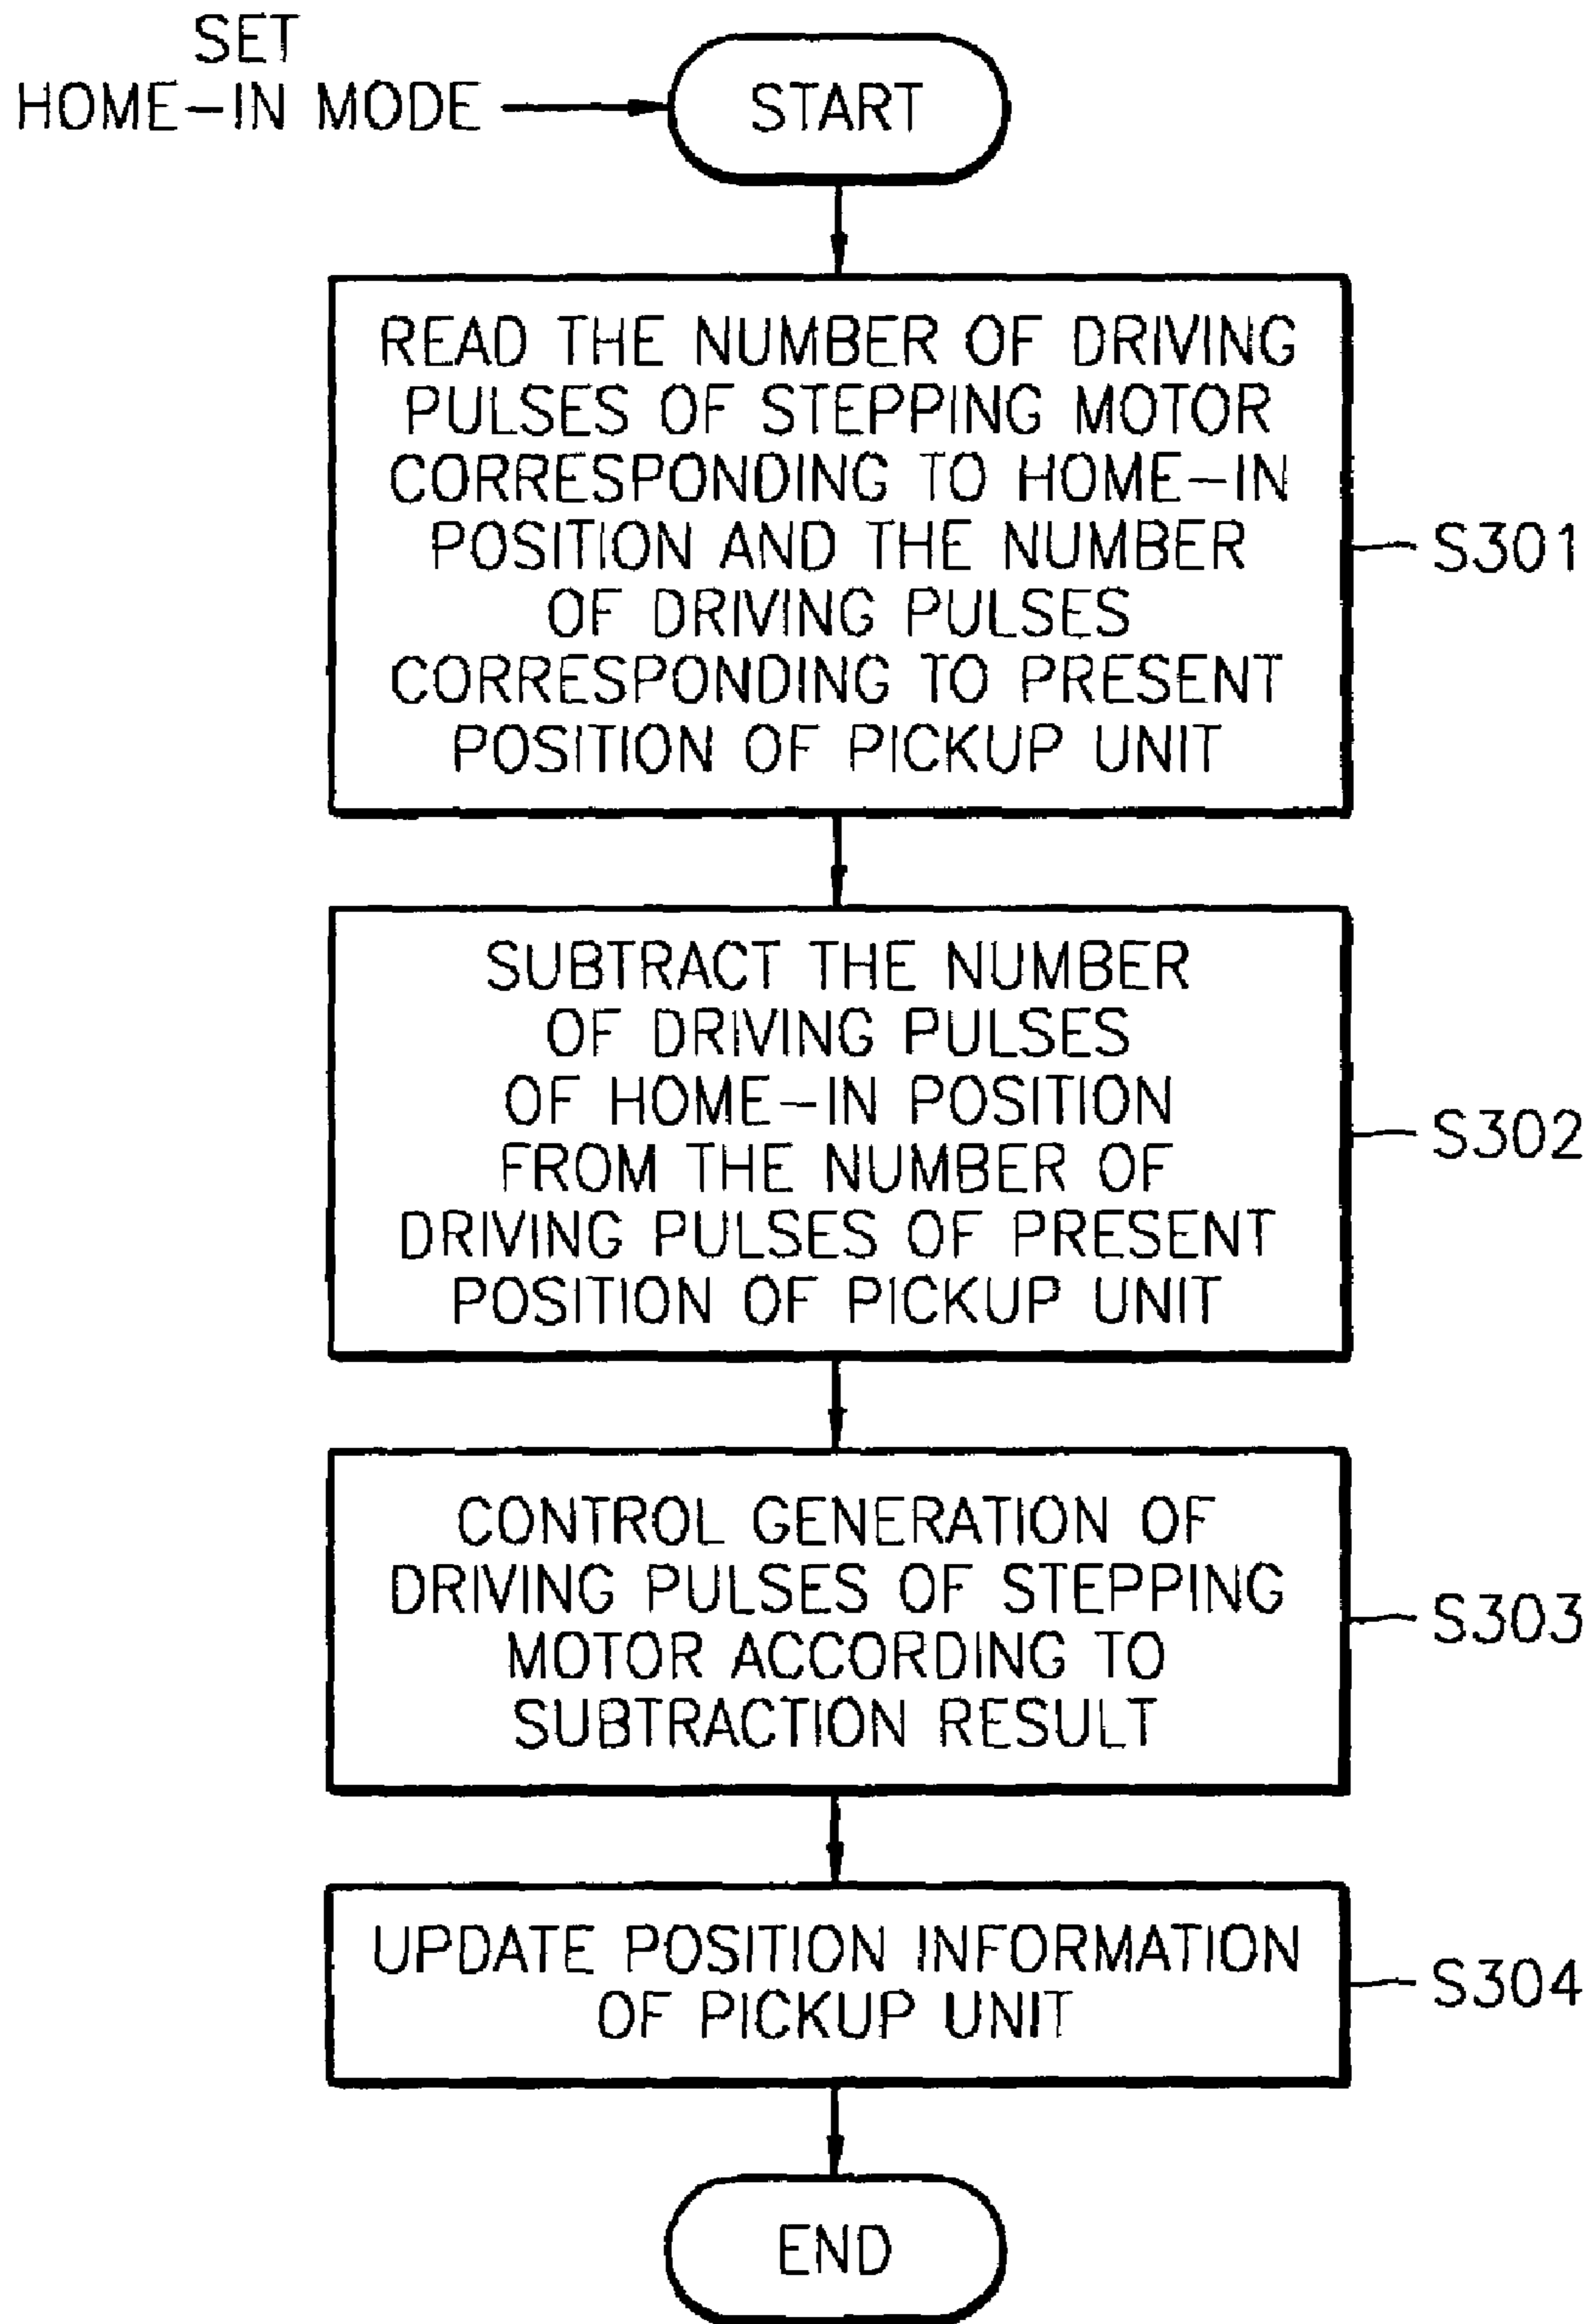 SET
HOME-IN MODE
START
READ THE NUMBER OF DRIVING
PULSES OF STEPPING MOTOR
CORRESPONDING TO HOME-IN
POSITION AND THE NUMBER
OF DRIVING PULSES
CORRESPONDING TO PRESENT
POSITION OF PICKUP UNIT
S301
SUBTRACT THE NUMBER
OF DRIVING PULSES
OF HOME-IN POSITION
FROM THE NUMBER OF
DRIVING PULSES OF PRESENT
POSITION OF PICKUP UNIT
S302
CONTROL GENERATION OF
DRIVING PULSES OF STEPPING
MOTOR ACCORDING TO
SUBTRACTION RESULT
S303
UPDATE POSITION INFORMATION
OF PICKUP UNIT
S304
END